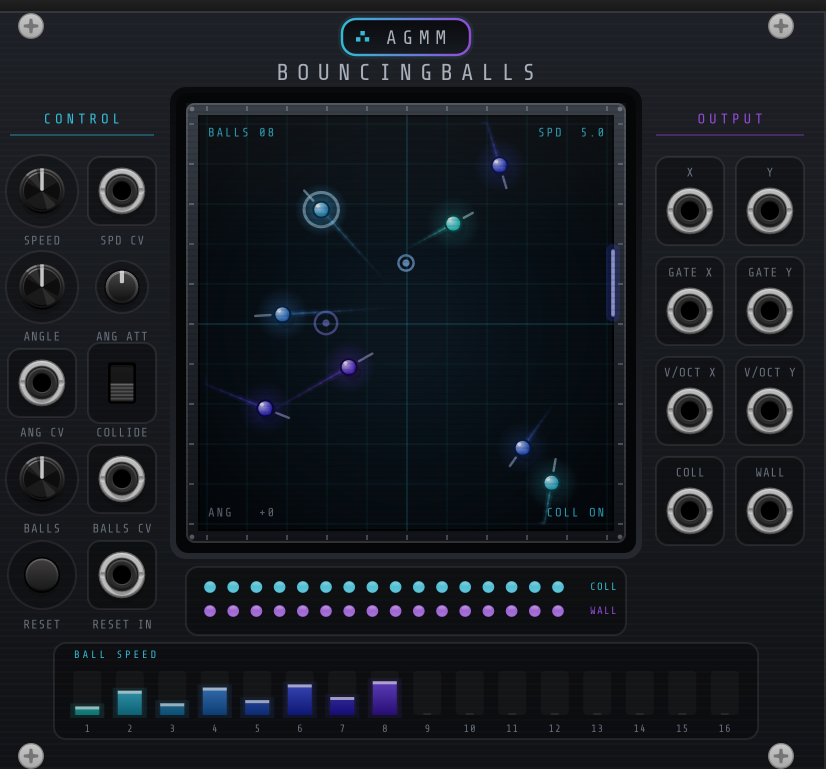 AGMM
BOUNCINGBALLS
CONTROL
SPEED
SPD CV
ANGLE
ANG ATT
ANG CV
COLLIDE
BALLS
BALLS CV
RESET
RESET IN
BALLS 08
SPD 5.0
ANG +0
COLL ON
OUTPUT
X
Y
GATE X
GATE Y
V/OCT X
V/OCT Y
COLL
WALL
COLL
WALL
BALL SPEED
1 2 3 4 5 6 7 8 9 10 11 12 13 14 15 16